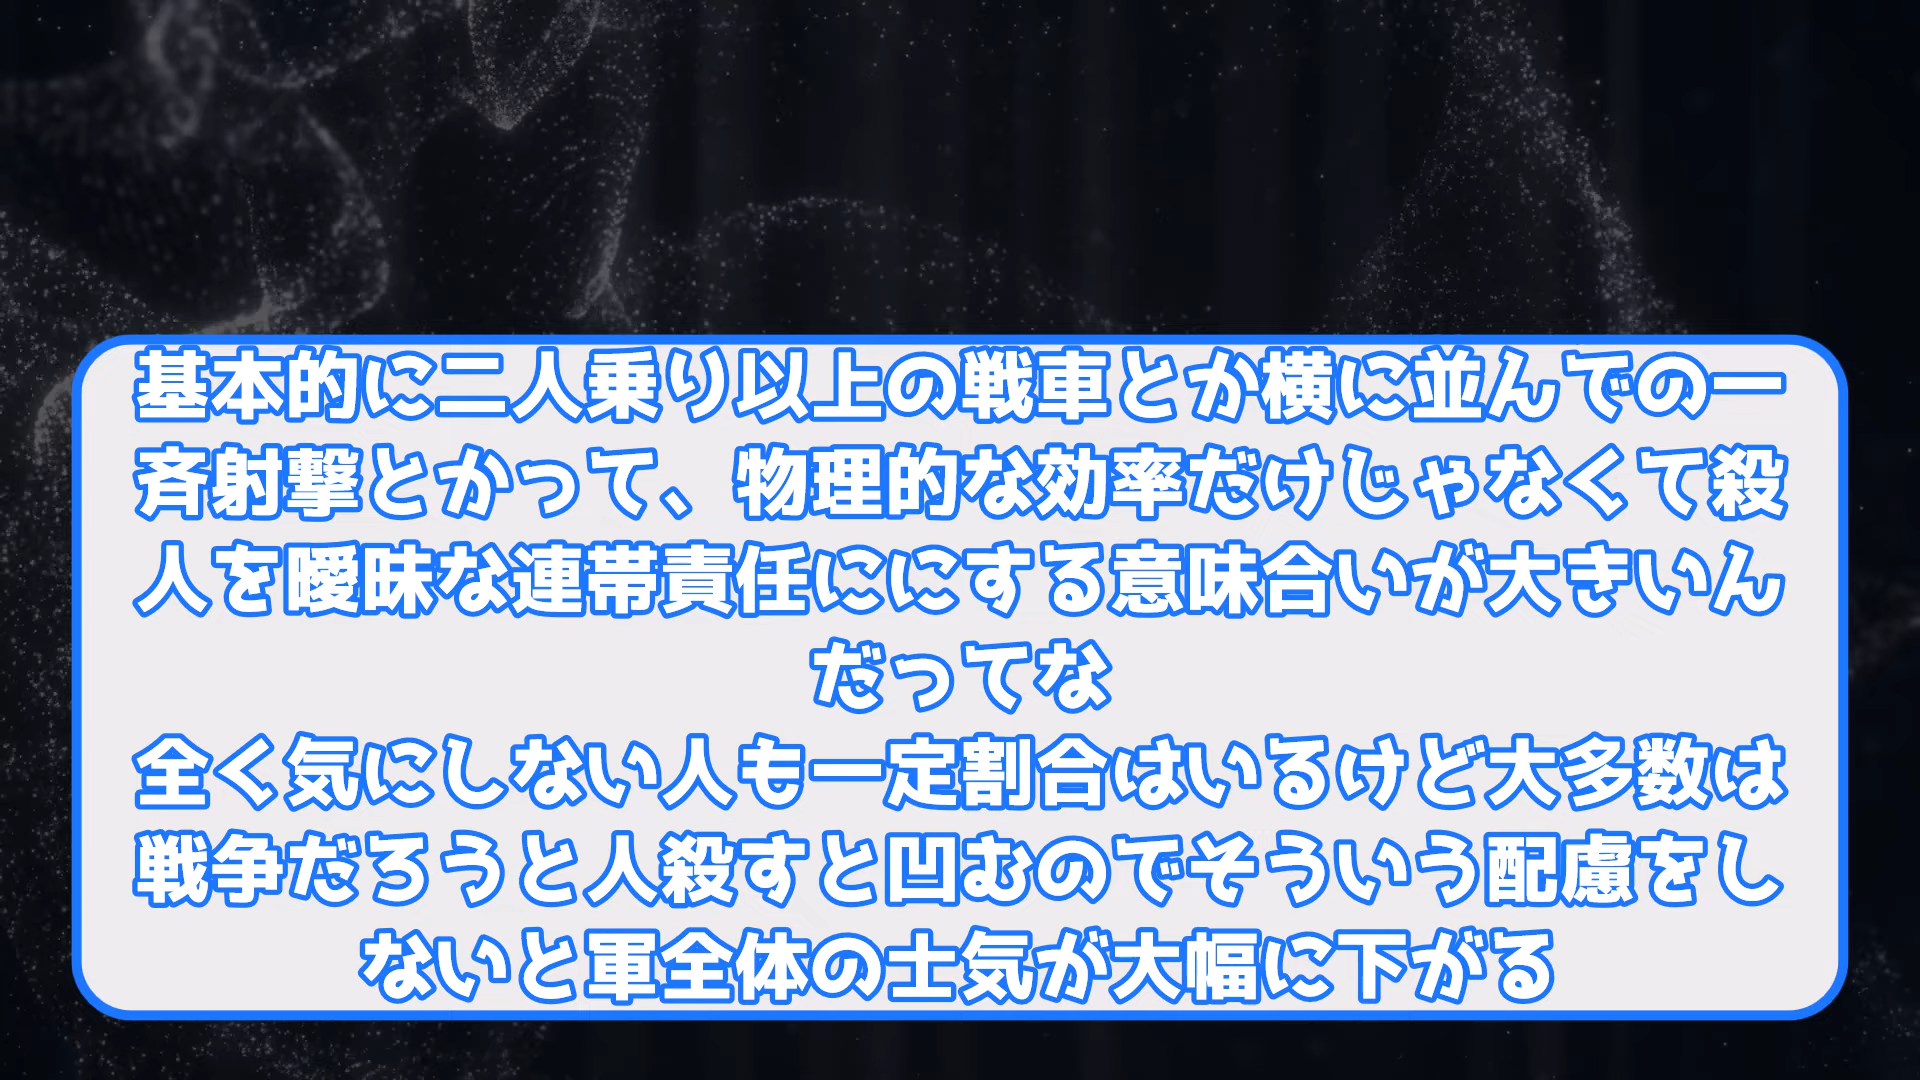 基本的に二人乗り以上の戦車とか横に並んでの一
斉射撃とかって、物理的な効率だけじゃなくて殺
人を曖昧な連帯責任ににする意味合いが大きいん
だってな
全く気にしない人も一定割合はいるけど大多数は
戦争だろうと人殺すと凹むのでそういう配慮をし
ないと軍全体の士気が大幅に下がる